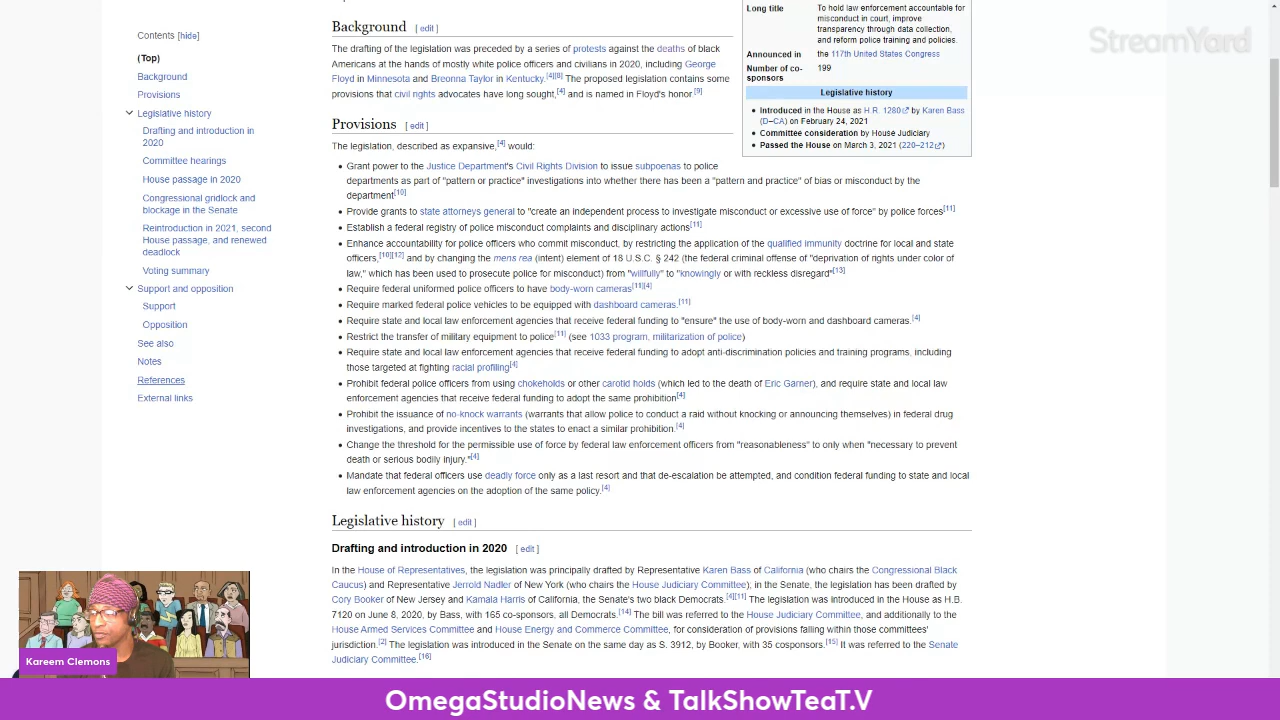 Contents [hide]
(Top)
Background
Provisions
Legislative history
Drafting and introduction in
2020
Committee hearings
House passage in 2020
Congressional gridlock and
blockage in the Senate
Reintroduction in 2021, second
House passage, and renewed
deadlock
Voting summary
Support and opposition
Support
Opposition
See also
Notes
References
External links
Background [ edit ]
The drafting of the legislation was preceded by a series of protests against the deaths of black
Americans at the hands of mostly white police officers and civilians in 2020, including George
Floyd in Minnesota and Breonna Taylor in Kentucky.[4][8] The proposed legislation contains some
provisions that civil rights advocates have long sought,[4] and is named in Floyd's honor.[9]
Long title To hold law enforcement accountable for
misconduct in court, improve
transparency through data collection,
and reform police training and policies.
Announced in the 117th United States Congress
Number of co-
sponsors 199
Legislative history
• Introduced in the House as H.R. 1280 by Karen Bass
(D–CA) on February 24, 2021
• Committee consideration by House Judiciary
• Passed the House on March 3, 2021 (220–212)
StreamYard
Provisions [ edit ]
The legislation, described as expansive,[4] would:
• Grant power to the Justice Department's Civil Rights Division to issue subpoenas to police
departments as part of "pattern or practice" investigations into whether there has been a "pattern and practice" of bias or misconduct by the
department[10]
• Provide grants to state attorneys general to "create an independent process to investigate misconduct or excessive use of force" by police forces[11]
• Establish a federal registry of police misconduct complaints and disciplinary actions[11]
• Enhance accountability for police officers who commit misconduct, by restricting the application of the qualified immunity doctrine for local and state
officers,[10][12] and by changing the mens rea (intent) element of 18 U.S.C. § 242 (the federal criminal offense of "deprivation of rights under color of
law," which has been used to prosecute police for misconduct) from "willfully" to "knowingly or with reckless disregard"[13]
• Require federal uniformed police officers to have body-worn cameras[11][4]
• Require marked federal police vehicles to be equipped with dashboard cameras.[11]
• Require state and local law enforcement agencies that receive federal funding to "ensure" the use of body-worn and dashboard cameras.[4]
• Restrict the transfer of military equipment to police[11] (see 1033 program, militarization of police)
• Require state and local law enforcement agencies that receive federal funding to adopt anti-discrimination policies and training programs, including
those targeted at fighting racial profiling[4]
• Prohibit federal police officers from using chokeholds or other carotid holds (which led to the death of Eric Garner), and require state and local law
enforcement agencies that receive federal funding to adopt the same prohibition[4]
• Prohibit the issuance of no-knock warrants (warrants that allow police to conduct a raid without knocking or announcing themselves) in federal drug
investigations, and provide incentives to the states to enact a similar prohibition.[4]
• Change the threshold for the permissible use of force by federal law enforcement officers from "reasonableness" to only when "necessary to prevent
death or serious bodily injury."[4]
• Mandate that federal officers use deadly force only as a last resort and that de-escalation be attempted, and condition federal funding to state and local
law enforcement agencies on the adoption of the same policy.[4]
Legislative history [ edit ]
Drafting and introduction in 2020 [ edit ]
In the House of Representatives, the legislation was principally drafted by Representative Karen Bass of California (who chairs the Congressional Black
Caucus) and Representative Jerrold Nadler of New York (who chairs the House Judiciary Committee); in the Senate, the legislation has been drafted by
Cory Booker of New Jersey and Kamala Harris of California, the Senate's two black Democrats.[4][11] The legislation was introduced in the House as H.B.
7120 on June 8, 2020, by Bass, with 165 co-sponsors, all Democrats.[14] The bill was referred to the House Judiciary Committee, and additionally to the
House Armed Services Committee and House Energy and Commerce Committee, for consideration of provisions falling within those committees'
jurisdiction.[2] The legislation was introduced in the Senate on the same day as S. 3912, by Booker, with 35 cosponsors.[15] It was referred to the Senate
Judiciary Committee.[16]
Kareem Clemons
OmegaStudioNews & TalkShowTeaT.V